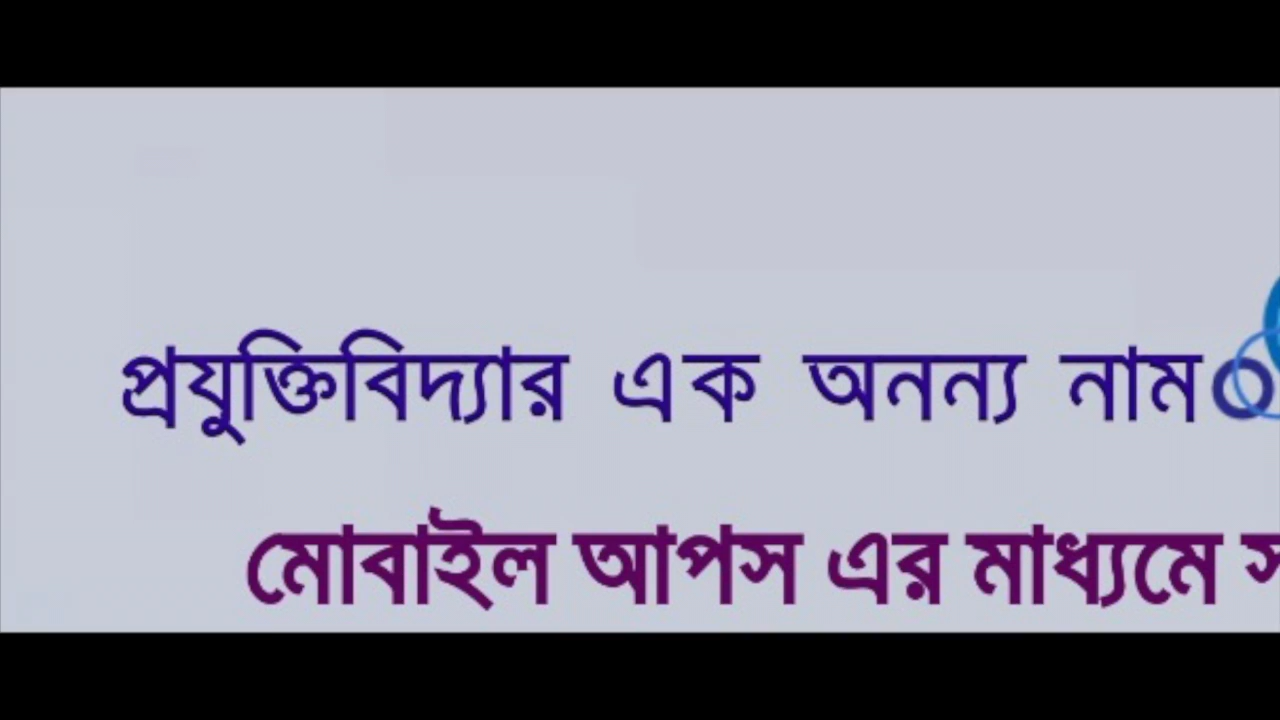 প্রযুক্তিবিদ্যার এক অনন্য নাম
মোবাইল আপস এর মাধ্যমে